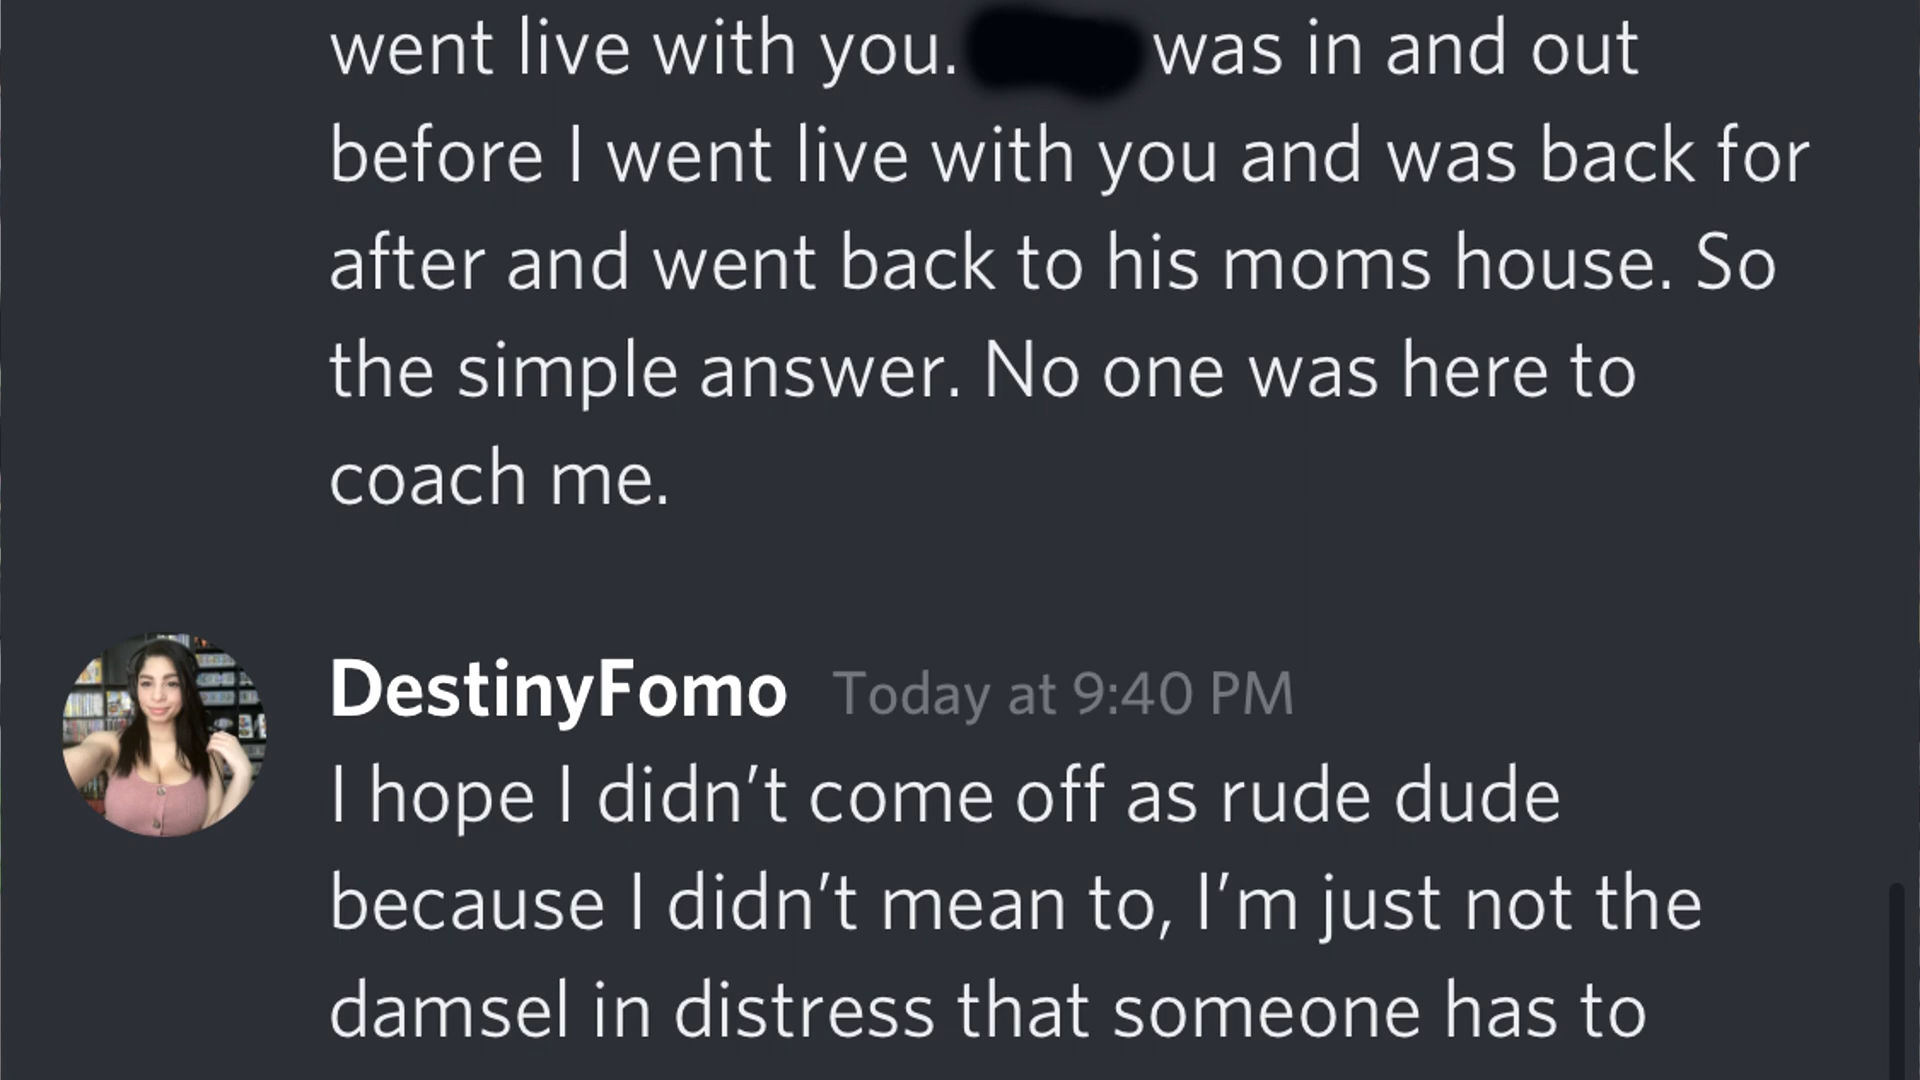 went live with you. was in and out
before I went live with you and was back for
after and went back to his moms house. So
the simple answer. No one was here to
coach me.
DestinyFomo Today at 9:40 PM
I hope I didn’t come off as rude dude
because I didn’t mean to, I’m just not the
damsel in distress that someone has to